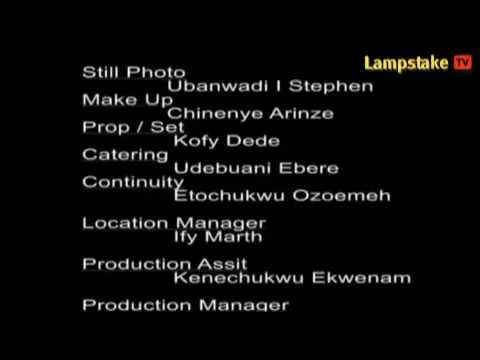 Lampstake TV
Still Photo
Ubanwadi I Stephen
Make Up
Chinenye Arinze
Prop / Set
Kofy Dede
Catering
Udebuani Ebere
Continuity
Etochukwu Ozoemeh
Location Manager
Ify Marth
Production Assit
Kenechukwu Ekwenam
Production Manager